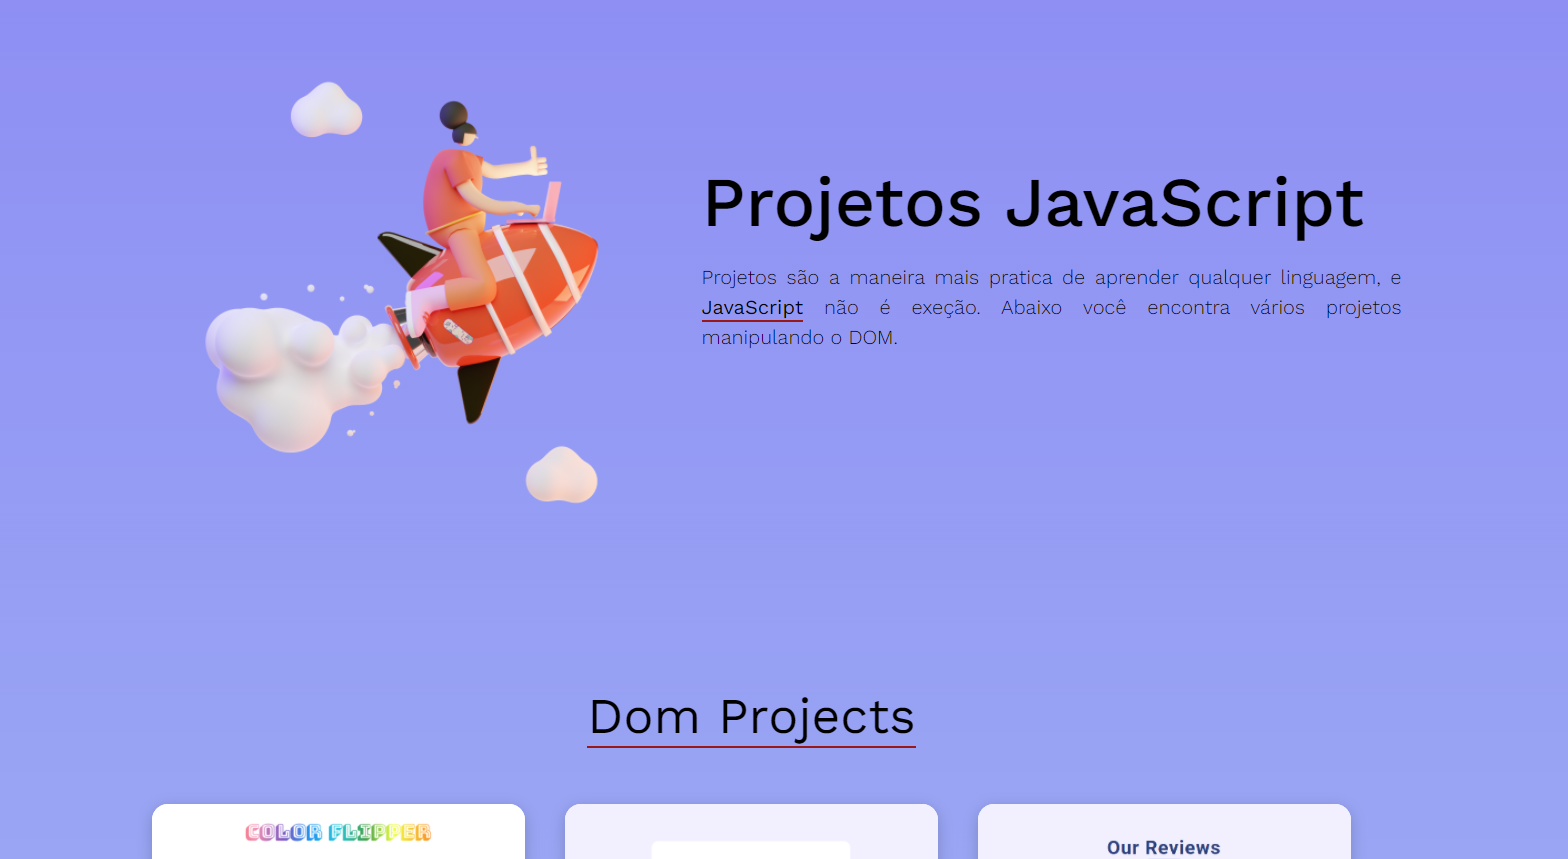 Projetos JavaScript
Projetos são a maneira mais pratica de aprender qualquer linguagem, e
JavaScript não é exeção. Abaixo você encontra vários projetos
manipulando o DOM.
Dom Projects
COLOR FLIPPER
Our Reviews